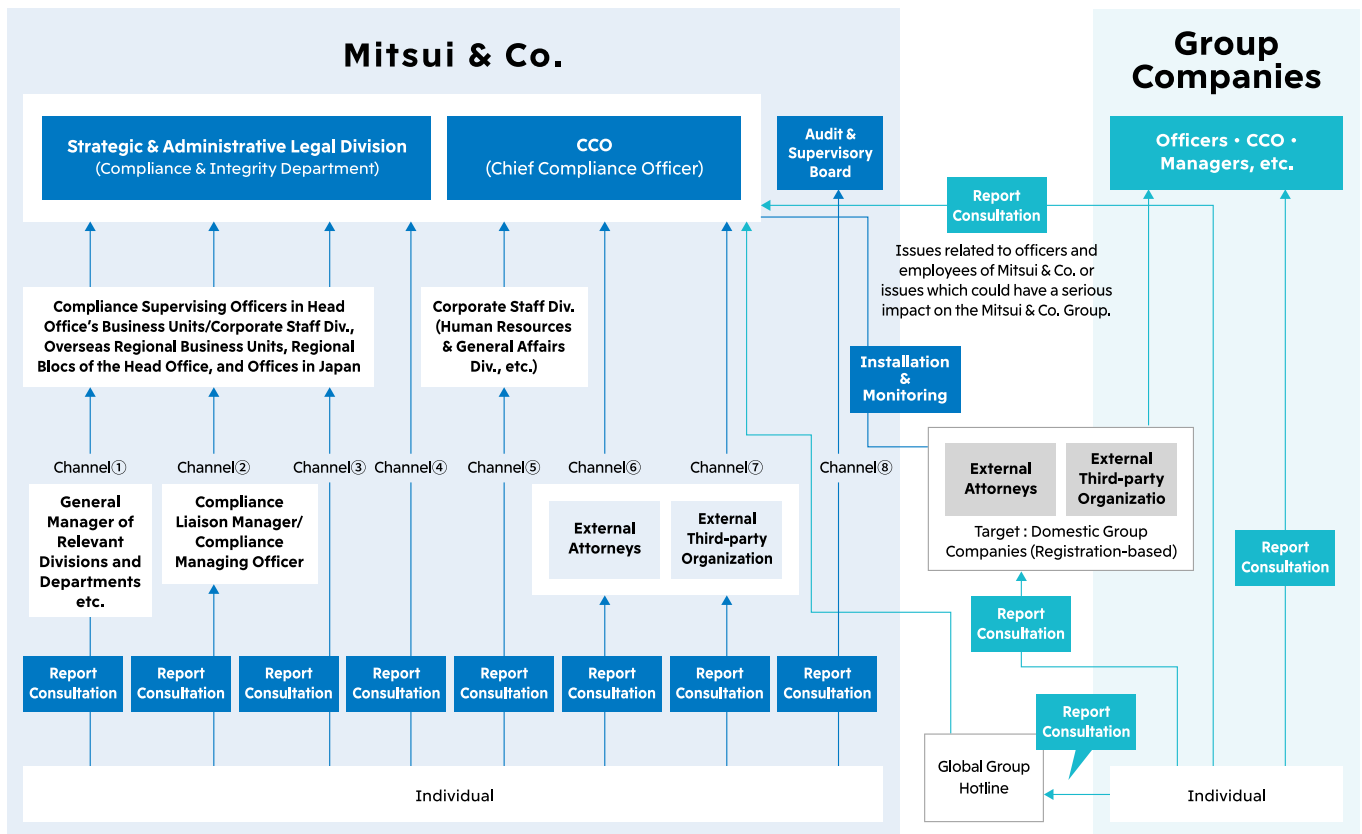 Mitsui & Co.
Group
Companies
Strategic & Administrative Legal Division
(Compliance & Integrity Department)
CCO
(Chief Compliance Officer)
Audit &
Supervisory
Board
Officers・CCO・
Managers, etc.
Report
Consultation
Issues related to officers and
employees of Mitsui & Co. or
issues which could have a serious
impact on the Mitsui & Co. Group.
Compliance Supervising Officers in Head
Office's Business Units/Corporate Staff Div.,
Overseas Regional Business Units, Regional
Blocs of the Head Office, and Offices in Japan
Corporate Staff Div.
(Human Resources
& General Affairs
Div., etc.)
Installation
&
Monitoring
Channel①
Channel②
Channel③
Channel④
Channel⑤
Channel⑥
Channel⑦
Channel⑧
General
Manager of
Relevant
Divisions and
Departments
etc.
Compliance
Liaison Manager/
Compliance
Managing Officer
External
Attorneys
External
Third-party
Organization
External
Attorneys
External
Third-party
Organizatio
Target : Domestic Group
Companies (Registration-based)
Report
Consultation
Report
Consultation
Report
Consultation
Report
Consultation
Report
Consultation
Report
Consultation
Report
Consultation
Report
Consultation
Report
Consultation
Report
Consultation
Report
Consultation
Report
Consultation
Global Group
Hotline
Individual
Individual